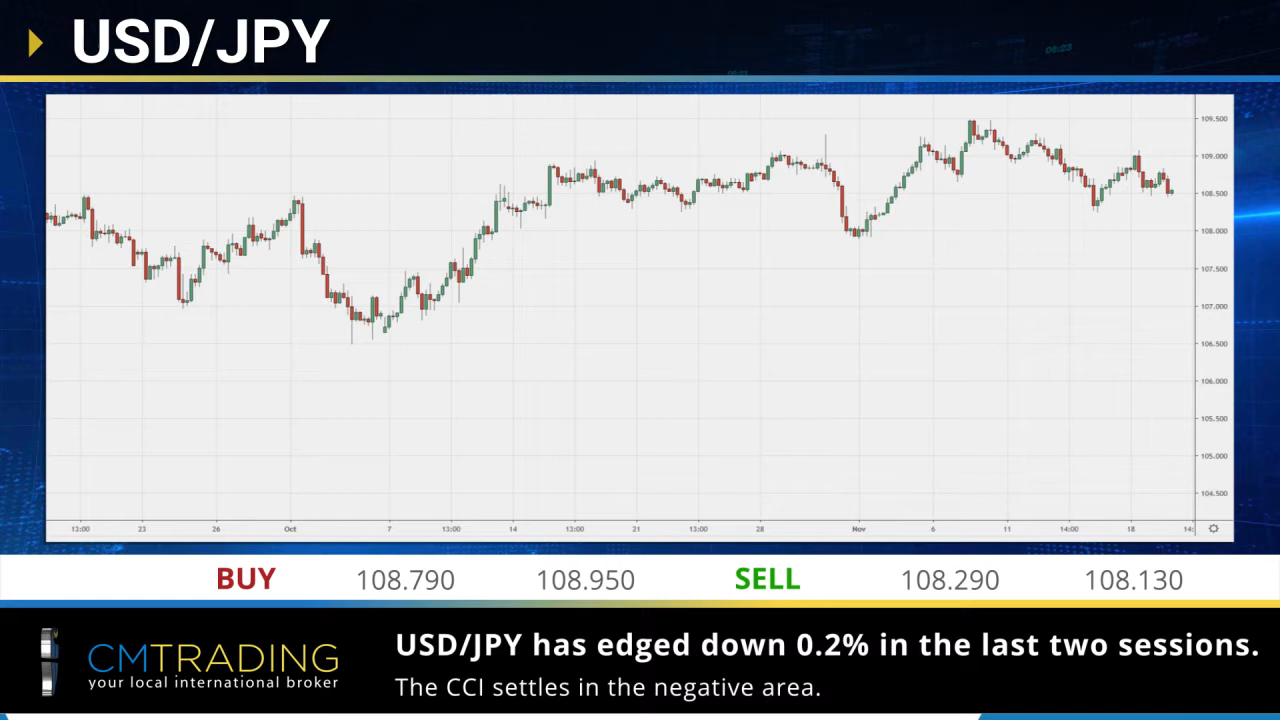 USD/JPY
06:23
109.500
109.000
108.500
108.000
107.500
107.000
106.500
106.000
105.500
105.000
104.500
13:00 23 26 Oct 7 13:00 14 13:00 21 13:00 28 Nov 6 11 14:00 18 14:
BUY 108.790 108.950 SELL 108.290 108.130
CMTRADING
your local international broker
USD/JPY has edged down 0.2% in the last two sessions.
The CCI settles in the negative area.